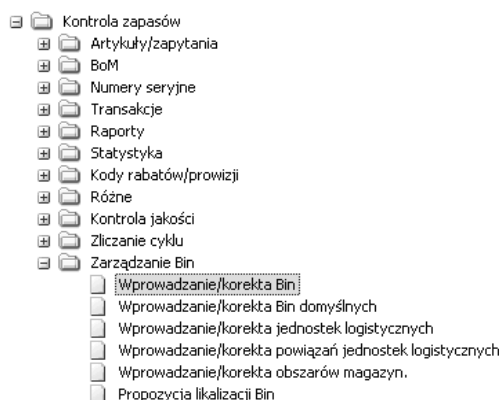 Kontrola zapasów
Artykuły/zapytania
BoM
Numery seryjne
Transakcje
Raporty
Statystyka
Kody rabatów/prowizji
Różne
Kontrola jakości
Zliczanie cyklu
Zarządzanie Bin
Wprowadzanie/korekta Bin
Wprowadzanie/korekta Bin domyślnych
Wprowadzanie/korekta jednostek logistycznych
Wprowadzanie/korekta powiązań jednostek logistycznych
Wprowadzanie/korekta obszarów magazyn.
Propozycja likalizacji Bin